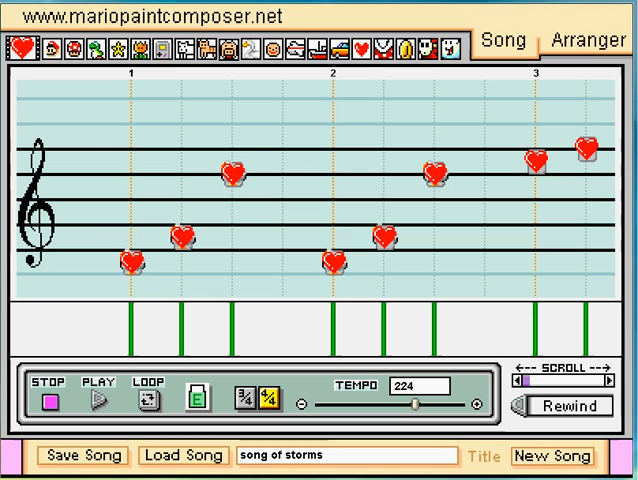 www.mariopaintcomposer.net
Song Arranger
1 2 3
STOP PLAY LOOP
E
3/4 4/4
TEMPO 224
<--- SCROLL --->
Rewind
Save Song Load Song song of storms Title New Song